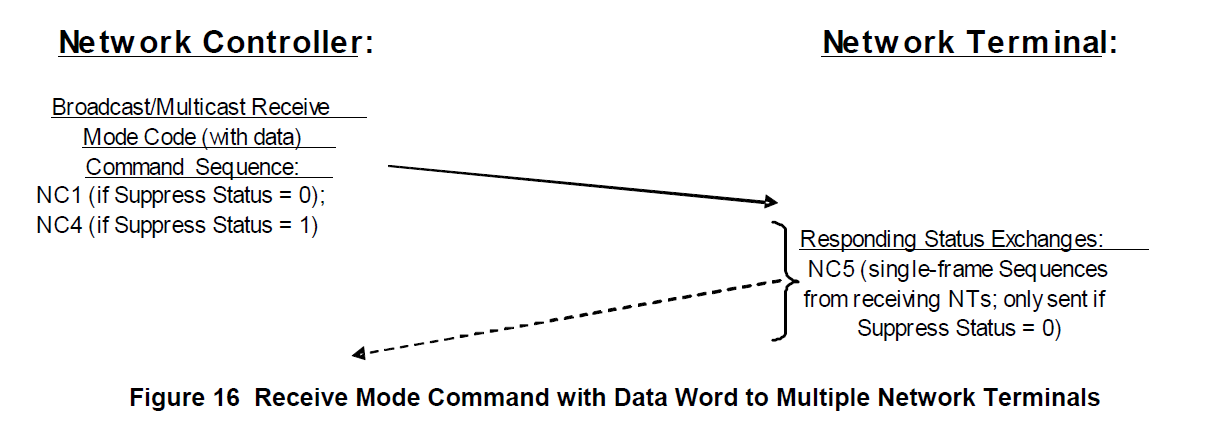 Network Controller:
Network Terminal:
Broadcast/Multicast Receive
Mode Code (with data)
Command Sequence:
NC1 (if Suppress Status = 0);
NC4 (if Suppress Status = 1)
Responding Status Exchanges:
NC5 (single-frame Sequences
from receiving NTs; only sent if
Suppress Status = 0)
Figure 16 Receive Mode Command with Data Word to Multiple Network Terminals